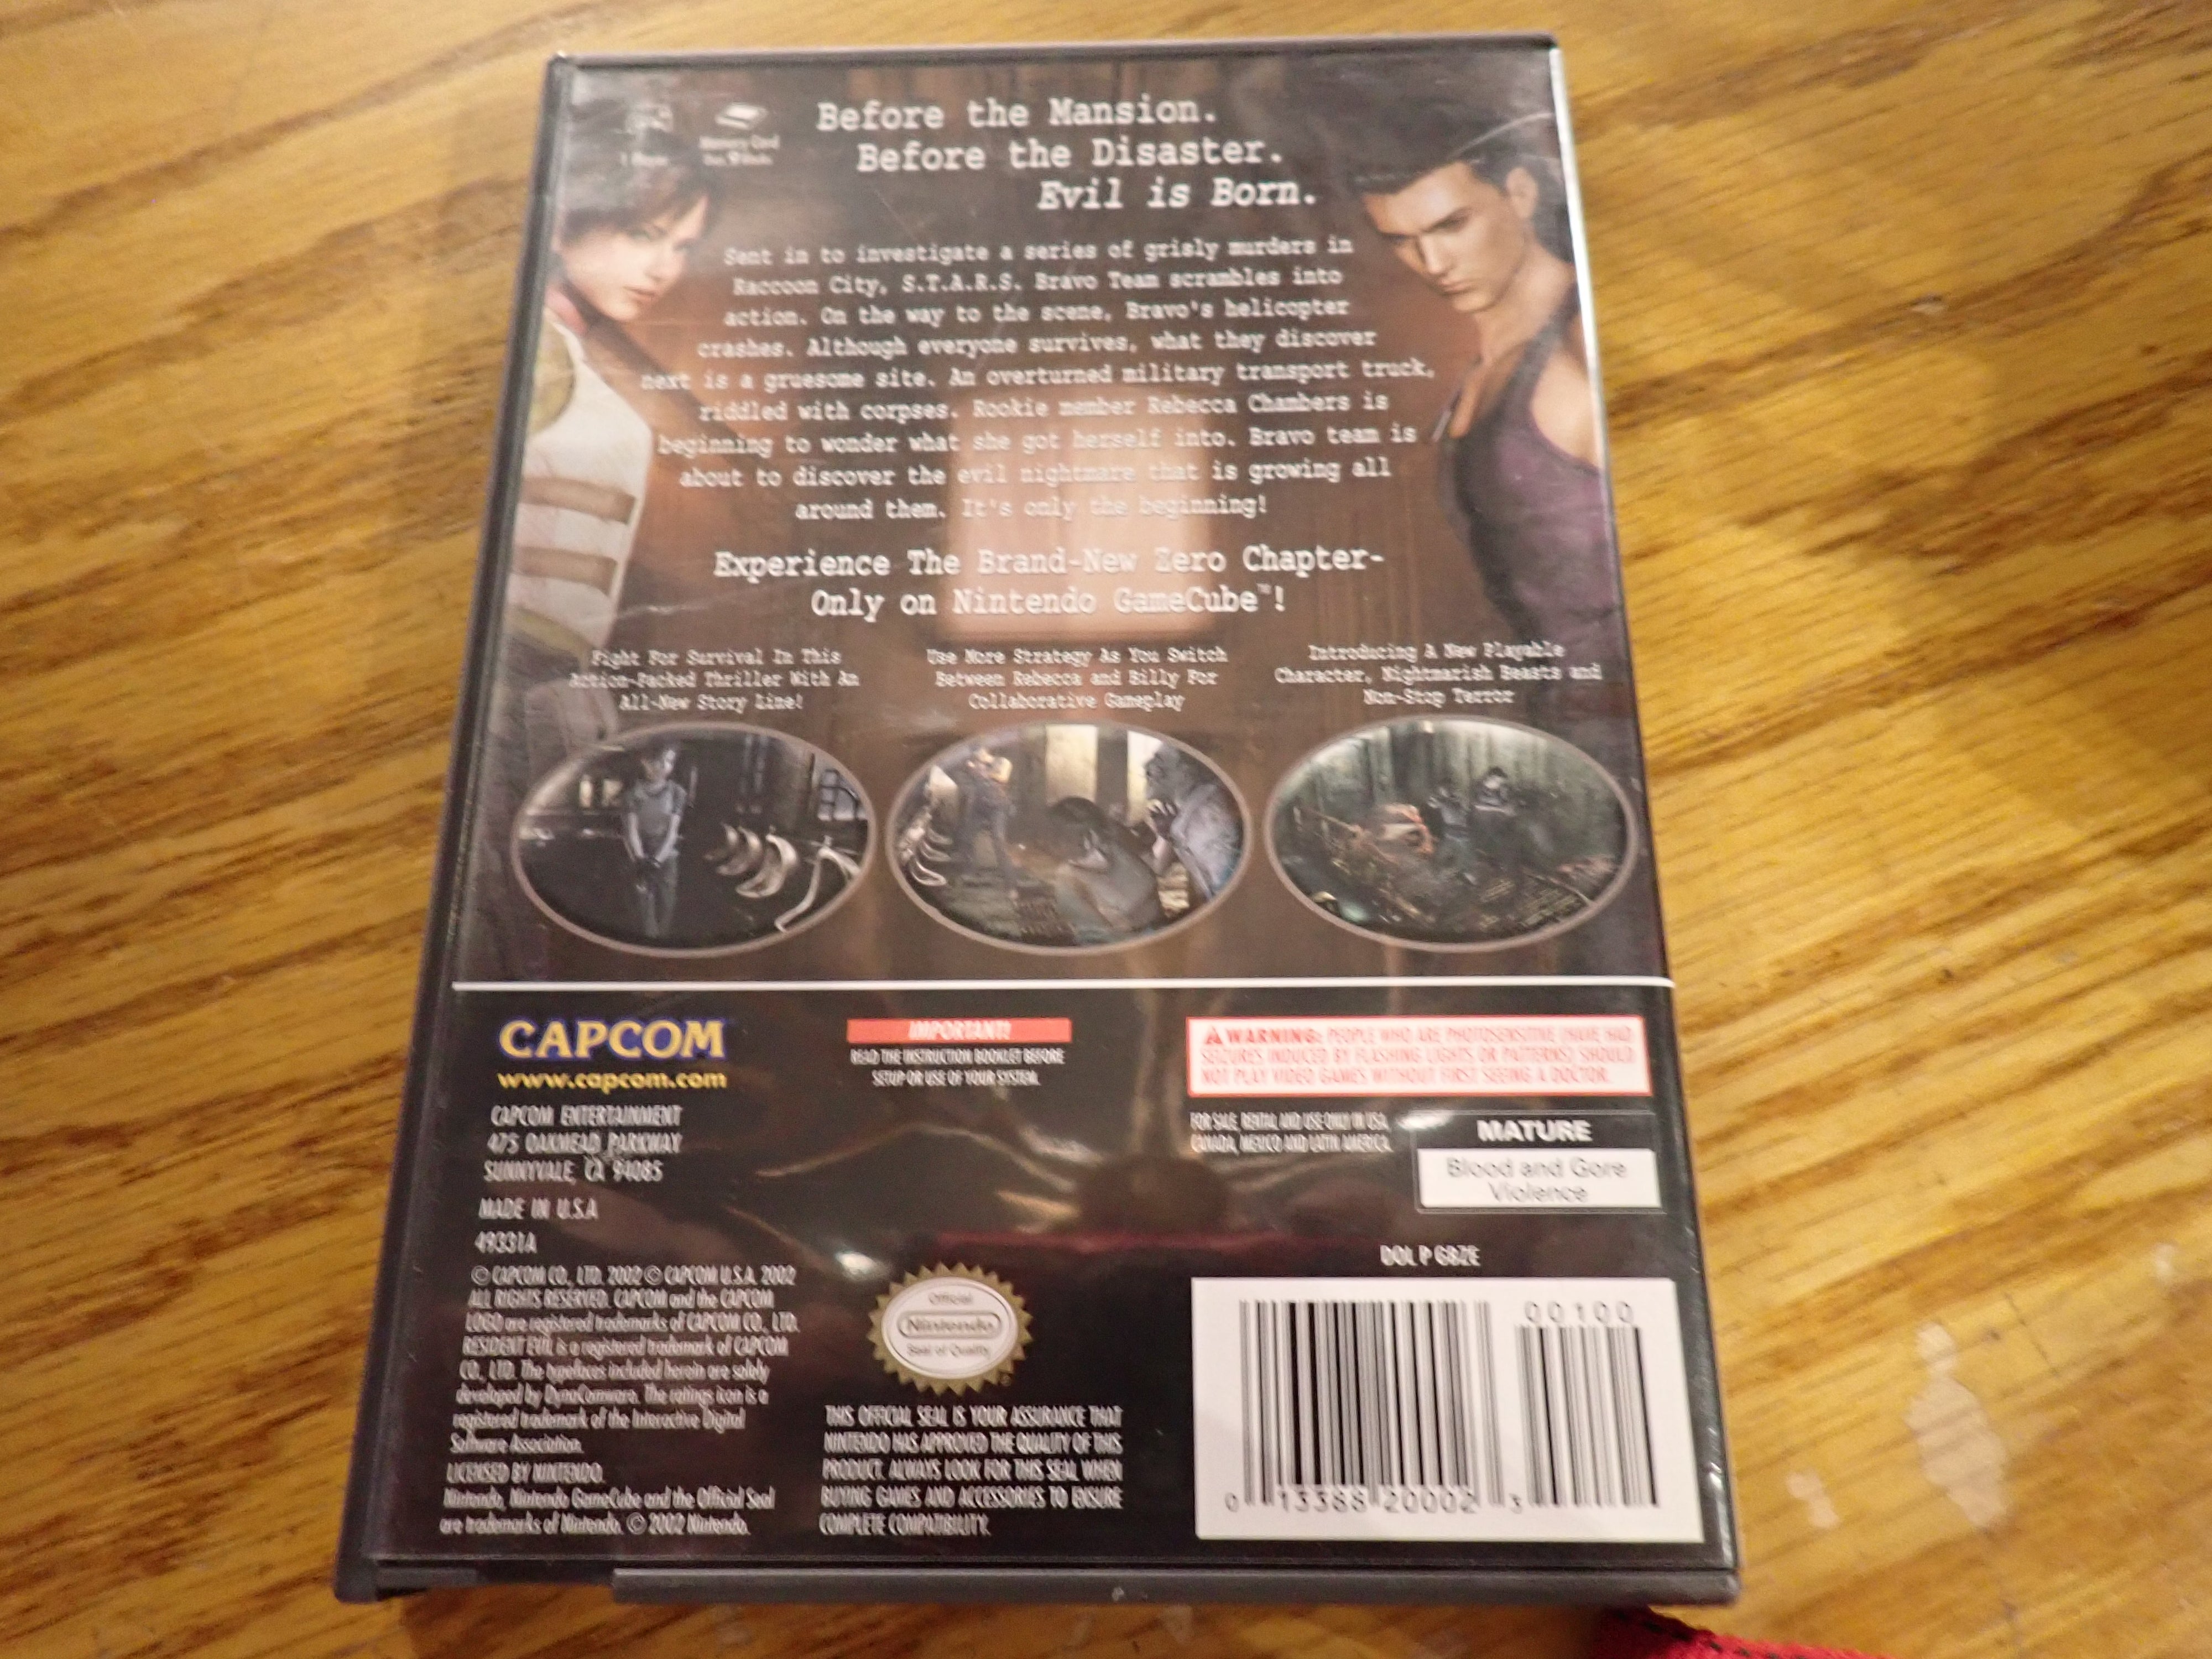 1 Player
Memory Card
Before the Mansion.
Before the Disaster.
Evil is Born.
Sent in to investigate a series of grisly murders in
Raccoon City, S.T.A.R.S. Bravo Team scrambles into
action. On the way to the scene, Bravo's helicopter
crashes. Although everyone survives, what they discover
next is a gruesome site. An overturned military transport truck,
riddled with corpses. Rookie member Rebecca Chambers is
beginning to wonder what she got herself into. Bravo team is
about to discover the evil nightmare that is growing all
around them. It's only the beginning!
Experience The Brand-New Zero Chapter-
Only on Nintendo GameCube™!
Fight For Survival In This
Action-Packed Thriller With An
All-New Story Line!
Use More Strategy As You Switch
Between Rebecca and Billy For
Collaborative Gameplay
Introducing A New Playable
Character, Nightmarish Beasts and
Non-Stop Terror
CAPCOM
www.capcom.com
CAPCOM ENTERTAINMENT
475 OAKMEAD PARKWAY
SUNNYVALE, CA 94085
MADE IN U.S.A
49331A
© CAPCOM CO., LTD. 2002 © CAPCOM U.S.A. 2002
ALL RIGHTS RESERVED. CAPCOM and the CAPCOM
LOGO are registered trademarks of CAPCOM CO., LTD.
RESIDENT EVIL is a registered trademark of CAPCOM
CO., LTD. The typefaces included herein are solely
developed by DynaComware. The ratings icon is a
registered trademark of the Interactive Digital
Software Association.
LICENSED BY NINTENDO.
Nintendo, Nintendo GameCube and the Official Seal
are trademarks of Nintendo. © 2002 Nintendo.
IMPORTANT!
READ THE INSTRUCTION BOOKLET BEFORE
SETUP OR USE OF YOUR SYSTEM.
Official
Nintendo
Seal of Quality
THIS OFFICIAL SEAL IS YOUR ASSURANCE THAT
NINTENDO HAS APPROVED THE QUALITY OF THIS
PRODUCT. ALWAYS LOOK FOR THIS SEAL WHEN
BUYING GAMES AND ACCESSORIES TO ENSURE
COMPLETE COMPATIBILITY.
WARNING: PEOPLE WHO ARE PHOTOSENSITIVE (HAVE HAD
SEIZURES INDUCED BY FLASHING LIGHTS OR PATTERNS) SHOULD
NOT PLAY VIDEO GAMES WITHOUT FIRST SEEING A DOCTOR.
FOR SALE, RENTAL AND USE ONLY IN USA,
CANADA, MEXICO AND LATIN AMERICA.
MATURE
Blood and Gore
Violence
DOL P GBZE
00100
0 13388 20002 3